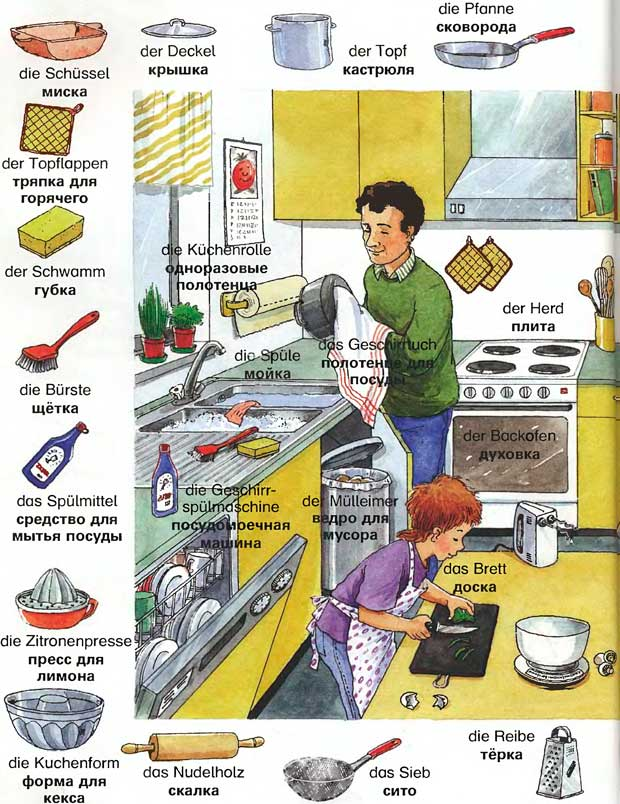 die Schüssel
миска
der Deckel
крышка
der Topf
кастрюля
die Pfanne
сковорода
der Topflappen
тряпка для
горячего
der Schwamm
губка
die Bürste
щётка
das Spülmittel
средство для
мытья посуды
die Zitronenpresse
пресс для
лимона
die Kuchenform
форма для
кекса
die Küchenrolle
одноразовые
полотенца
die Spüle
мойка
das Geschirrtuch
полотенце для
посуды
der Herd
плита
der Backofen
духовка
die Geschirr-
spülmaschine
посудомоечная
машина
der Mülleimer
ведро для
мусора
das Brett
доска
das Nudelholz
скалка
das Sieb
сито
die Reibe
тёрка